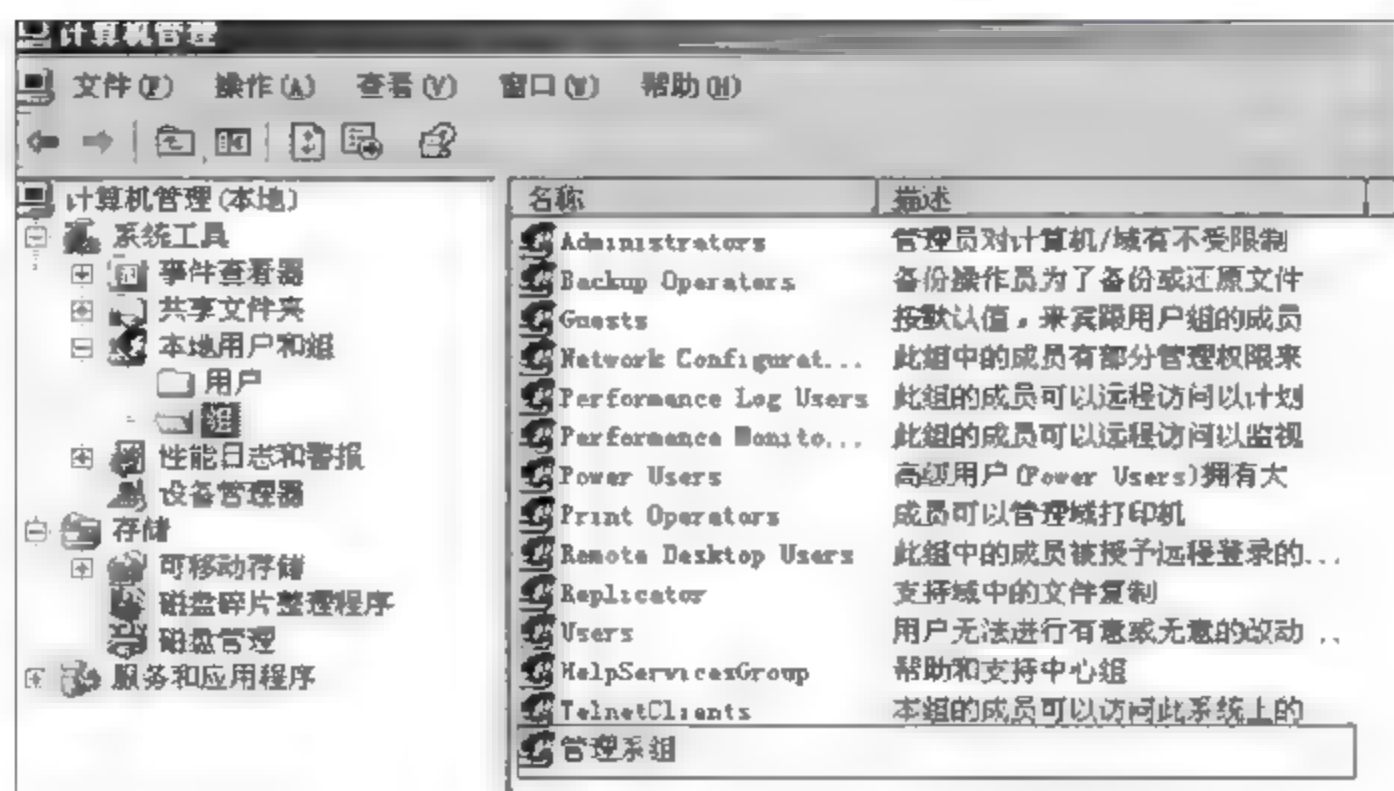 计算机管理
文件(F) 操作(A) 查看(V) 窗口(W) 帮助(H)
计算机管理(本地)
系统工具
事件查看器
共享文件夹
本地用户和组
用户
组
性能日志和警报
设备管理器
存储
可移动存储
磁盘碎片整理程序
磁盘管理
服务和应用程序
名称 描述
Administrators 管理员对计算机/域有不受限制
Backup Operators 备份操作员为了备份或还原文件
Guests 按默认值，来宾跟用户组的成员
Network Configurat... 此组中的成员有部分管理权限来
Performance Log Users 此组的成员可以远程访问以计划
Performance Monito... 此组的成员可以远程访问以监视
Power Users 高级用户(Power Users)拥有大
Print Operators 成员可以管理域打印机
Remote Desktop Users 此组中的成员被授予远程登录的...
Replicator 支持域中的文件复制
Users 用户无法进行有意或无意的改动 ..
HelpServicesGroup 帮助和支持中心组
TelnetClients 本组的成员可以访问此系统上的
管理系组